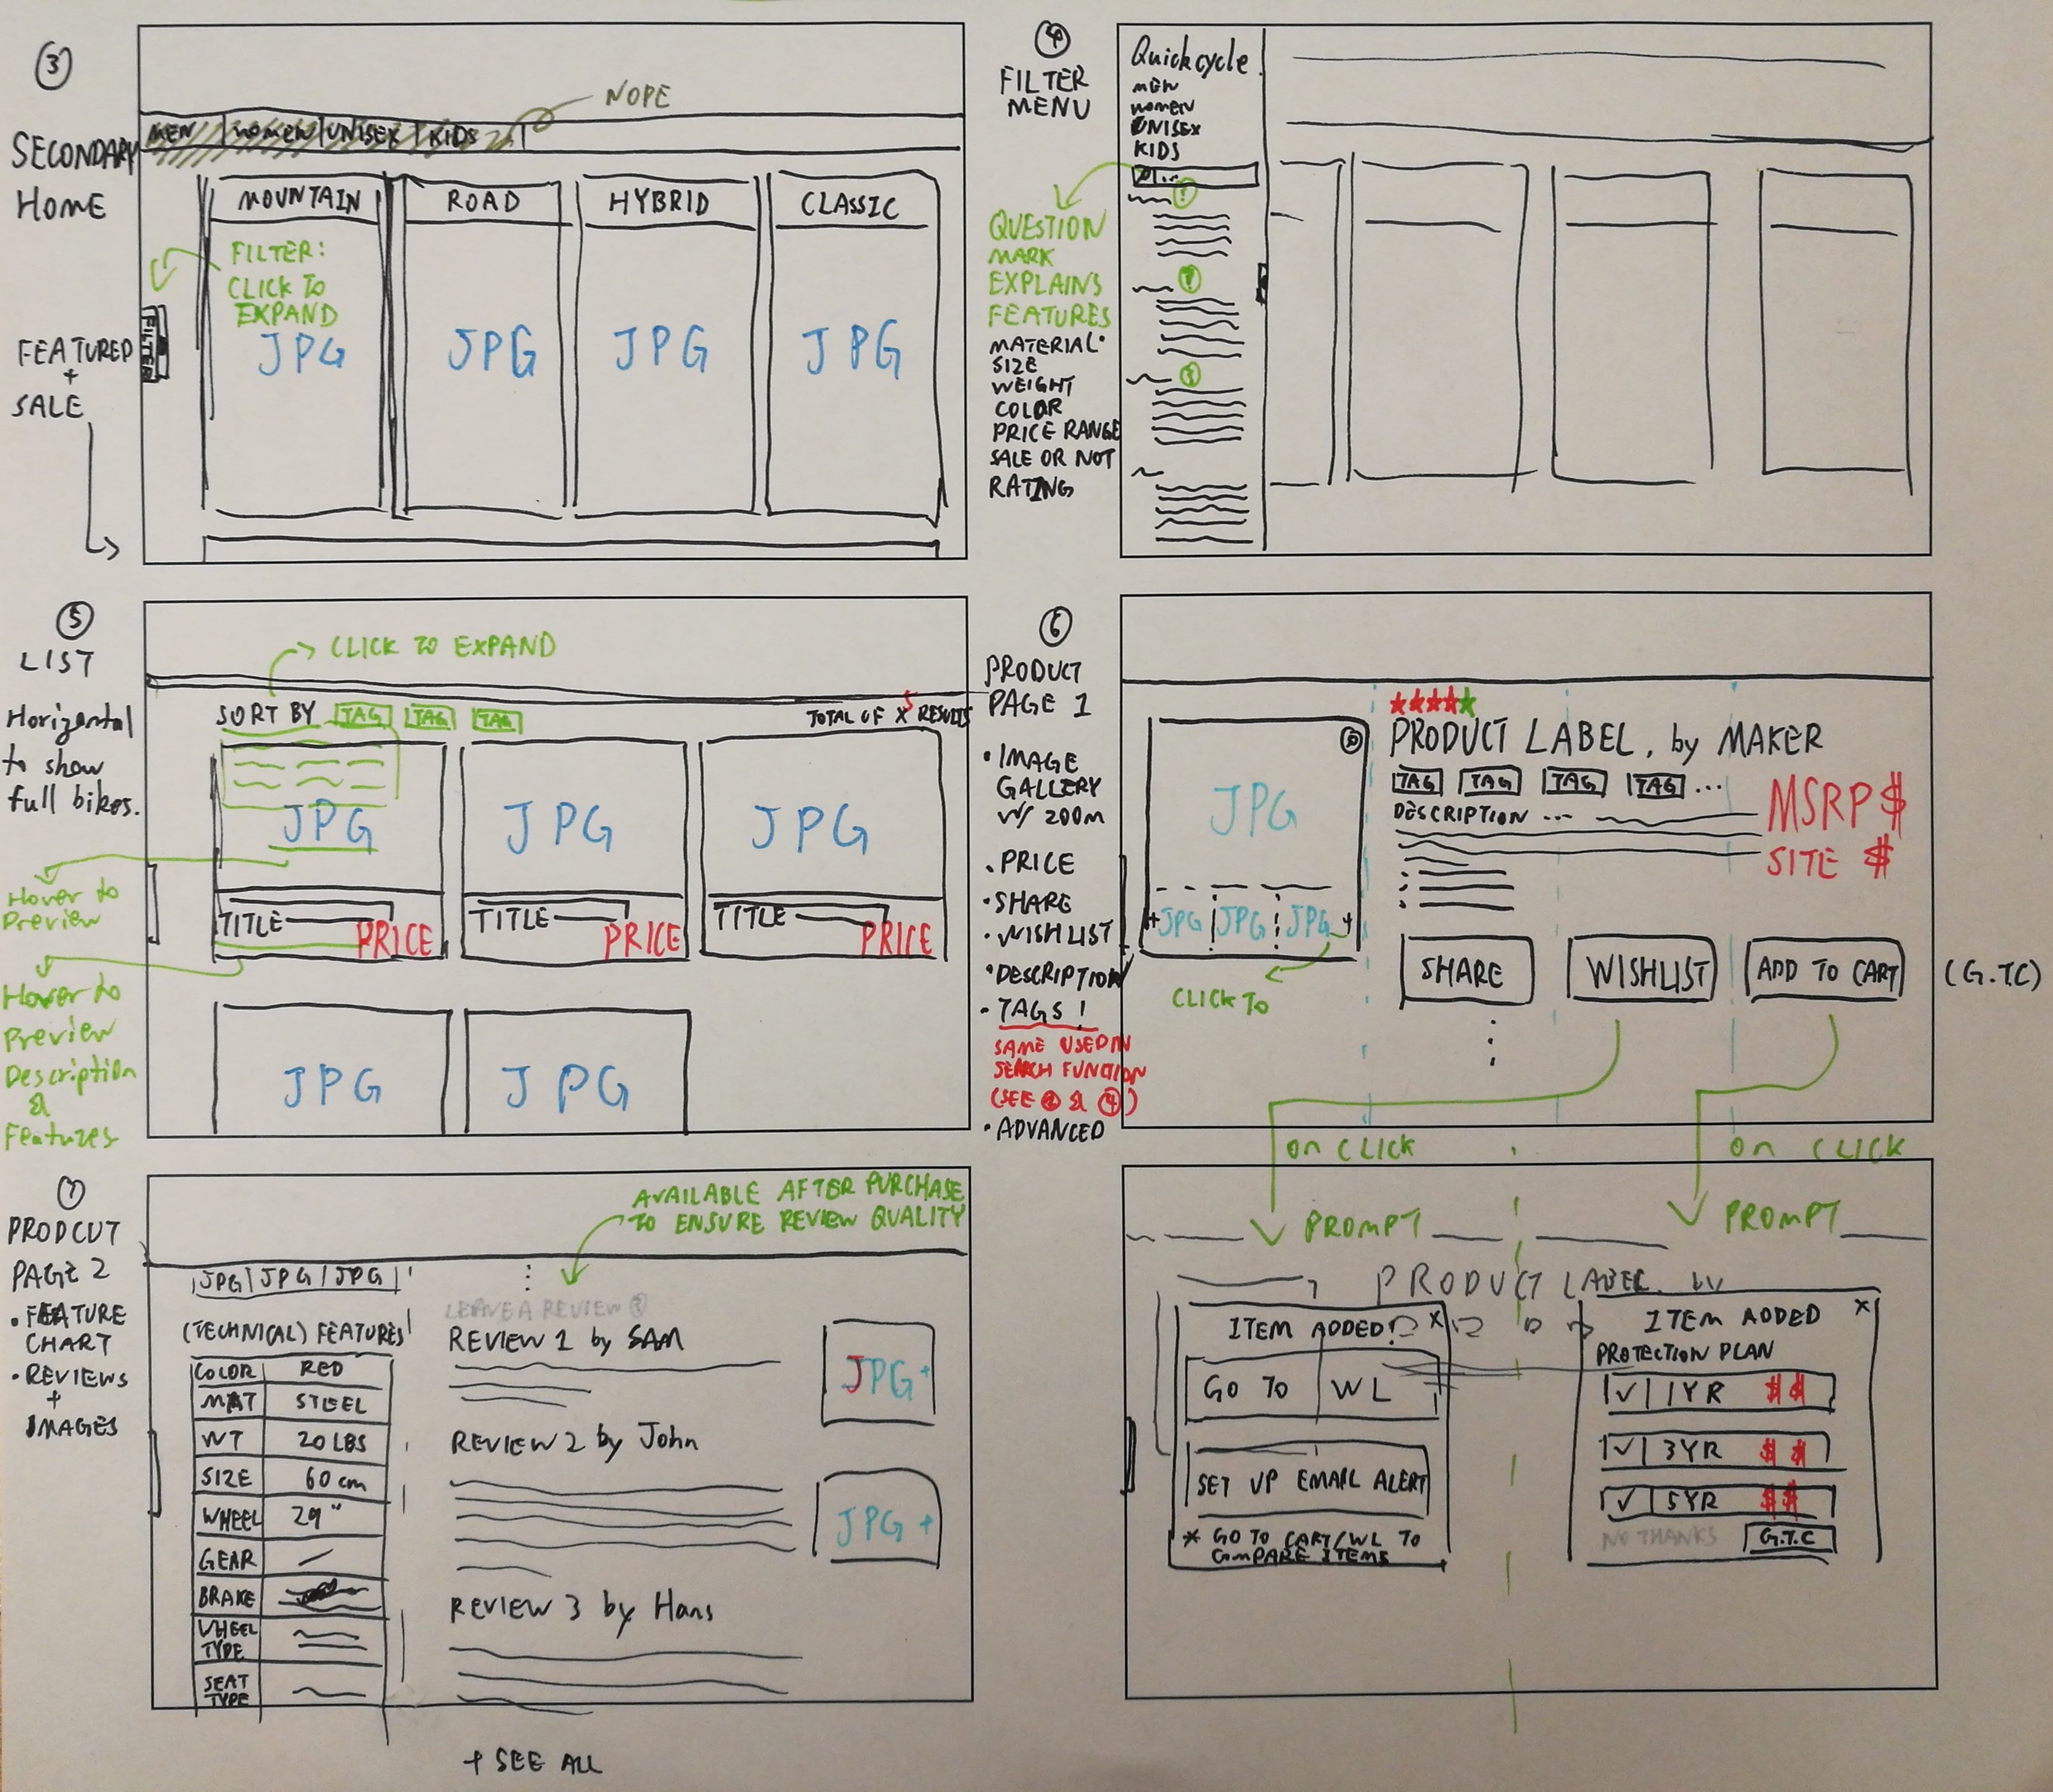 ③
SECONDARY
HOME
FEATURED
+
SALE
NOPE
MEN
WOMEN
UNISEX
KIDS
MOUNTAIN
ROAD
HYBRID
CLASSIC
FILTER:
CLICK TO
EXPAND
FILTER
JPG
JPG
JPG
JPG
④
FILTER
MENU
QUESTION
MARK
EXPLAINS
FEATURES
MATERIAL
SIZE
WEIGHT
COLOR
PRICE RANGE
SALE OR NOT
RATING
Quickcycle
MEN
WOMEN
UNISEX
KIDS
?
?
?
⑤
LIST
Horizontal
to show
full bikes.
Hover to
Preview
Hover to
Preview
Description
&
Features
CLICK TO EXPAND
SORT BY TAG TAG TAG
TOTAL OF X RESULTS
JPG
JPG
JPG
TITLE
PRICE
TITLE
PRICE
TITLE
PRICE
JPG
JPG
⑥
PRODUCT
PAGE 1
• IMAGE
GALLERY
W/ ZOOM
• PRICE
• SHARE
• WISHLIST
• DESCRIPTION
• TAGS!
SAME USED IN
SEARCH FUNCTION
(SEE ② & ④)
• ADVANCED
JPG
JPG JPG JPG
CLICK TO
★★★★★
PRODUCT LABEL, by MAKER
TAG TAG TAG TAG ...
DESCRIPTION ...
MSRP $
SITE $
SHARE
WISHLIST
ADD TO CART
(G.T.C)
ON CLICK
ON CLICK
⑦
PRODCUT
PAGE 2
• FEATURE
CHART
• REVIEWS
+
IMAGES
AVAILABLE AFTER PURCHASE
TO ENSURE REVIEW QUALITY
JPG | JPG | JPG
(TECHNICAL) FEATURES
COLOR RED
MAT STEEL
WT 20 LBS
SIZE 60 cm
WHEEL 29"
GEAR
BRAKE
WHEEL
TYPE
SEAT
TYPE
LEAVE A REVIEW
REVIEW 1 by SAM
JPG +
REVIEW 2 by John
JPG +
REVIEW 3 by Hans
+ SEE ALL
PROMPT
PROMPT
PRODUCT LABEL, by
ITEM ADDED! X
GO TO WL
SET UP EMAIL ALERT
* GO TO CART/WL TO
COMPARE ITEMS
ITEM ADDED X
PROTECTION PLAN
✓ 1YR $$
✓ 3YR $$
✓ 5YR $$
NO THANKS
G.T.C